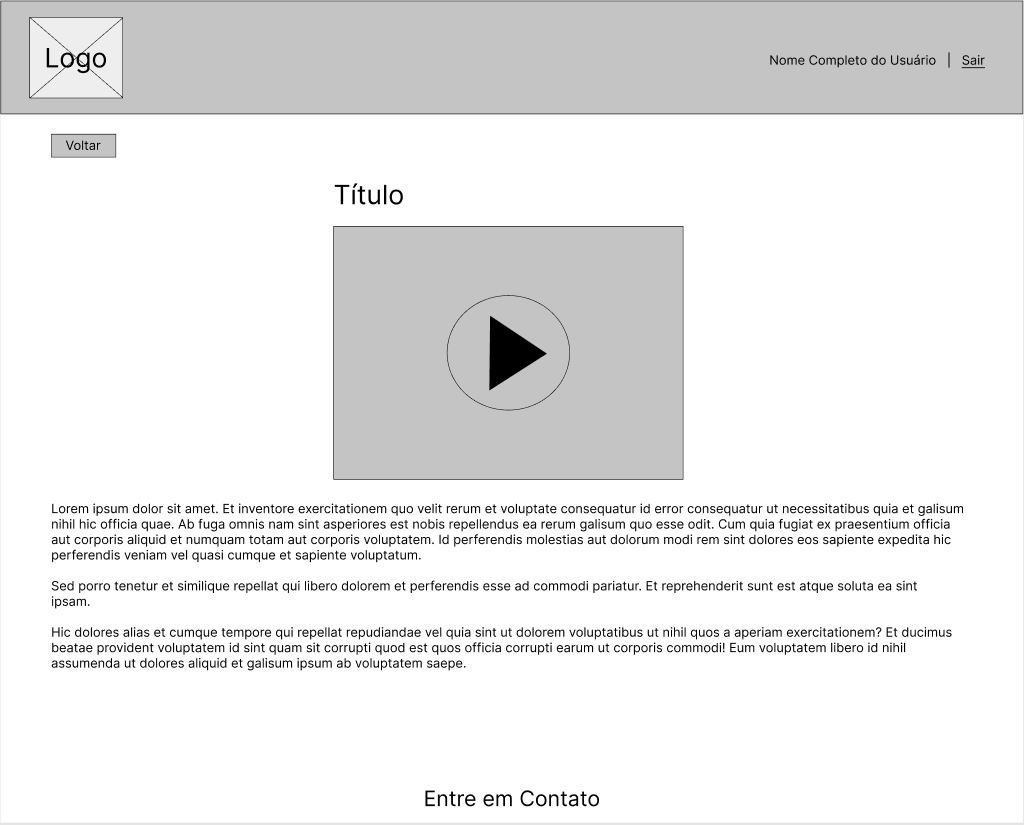 Logo
Nome Completo do Usuário | Sair
Voltar
Título
Lorem ipsum dolor sit amet. Et inventore exercitationem quo velit rerum et voluptate consequatur id error consequatur ut necessitatibus quia et galisum
nihil hic officia quae. Ab fuga omnis nam sint asperiores est nobis repellendus ea rerum galisum quo esse odit. Cum quia fugiat ex praesentium officia
aut corporis aliquid et numquam totam aut corporis voluptatem. Id perferendis molestias aut dolorum modi rem sint dolores eos sapiente expedita hic
perferendis veniam vel quasi cumque et sapiente voluptatum.
Sed porro tenetur et similique repellat qui libero dolorem et perferendis esse ad commodi pariatur. Et reprehenderit sunt est atque soluta ea sint
ipsam.
Hic dolores alias et cumque tempore qui repellat repudiandae vel quia sint ut dolorem voluptatibus ut nihil quos a aperiam exercitationem? Et ducimus
beatae provident voluptatem id sint quam sit corrupti quod est quos officia corrupti earum ut corporis commodi! Eum voluptatem libero id nihil
assumenda ut dolores aliquid et galisum ipsum ab voluptatem saepe.
Entre em Contato